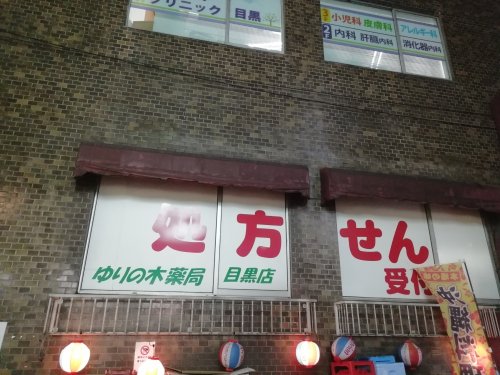 クリニック 目黒
3F 小児科 皮膚科 アレルギー科
2F 内科 肝臓内科 消化器内科
処方せん
ゆりの木薬局 目黒店
受付